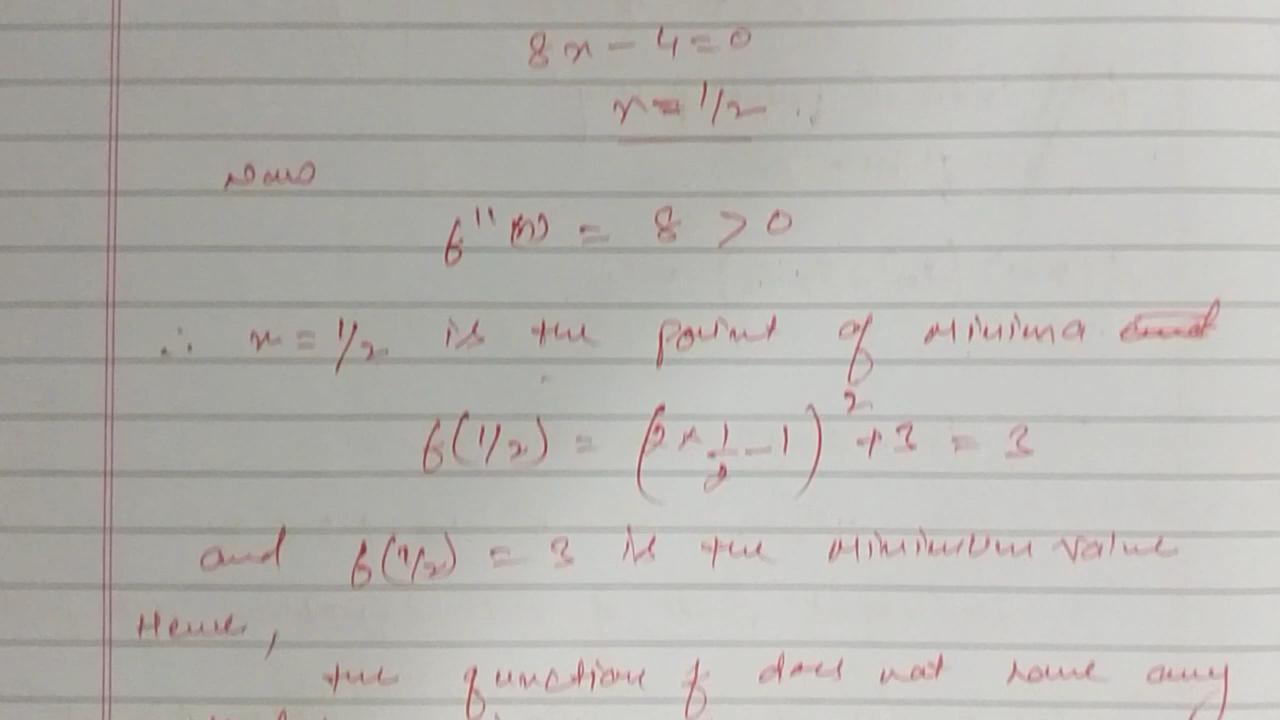 8x - 4 = 0
x = 1/2
Now
f''(x) = 8 > 0
∴ x = 1/2 is the point of minima
f(1/2) = (2 × 1/2 - 1)² + 3 = 3
and f(1/2) = 3 is the minimum value
Hence,
the function f does not have any